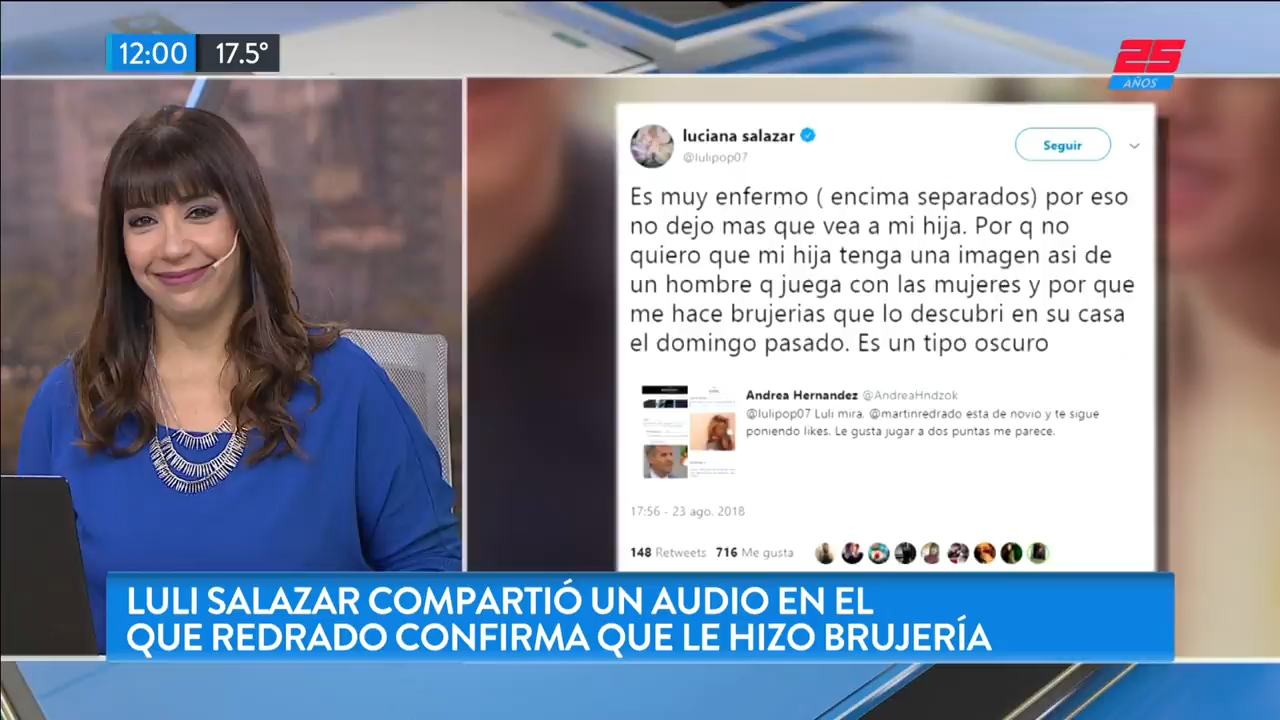 12:00 17.5°
25
AÑOS
luciana salazar
@lulipop07
Seguir
Es muy enfermo ( encima separados) por eso
no dejo mas que vea a mi hija. Por q no
quiero que mi hija tenga una imagen asi de
un hombre q juega con las mujeres y por que
me hace brujerias que lo descubri en su casa
el domingo pasado. Es un tipo oscuro
Andrea Hernandez @AndreaHndzok
@lulipop07 Luli mira. @martinredrado esta de novio y te sigue
poniendo likes. Le gusta jugar a dos puntas me parece.
17:56 - 23 ago. 2018
148 Retweets 716 Me gusta
LULI SALAZAR COMPARTIÓ UN AUDIO EN EL
QUE REDRADO CONFIRMA QUE LE HIZO BRUJERÍA